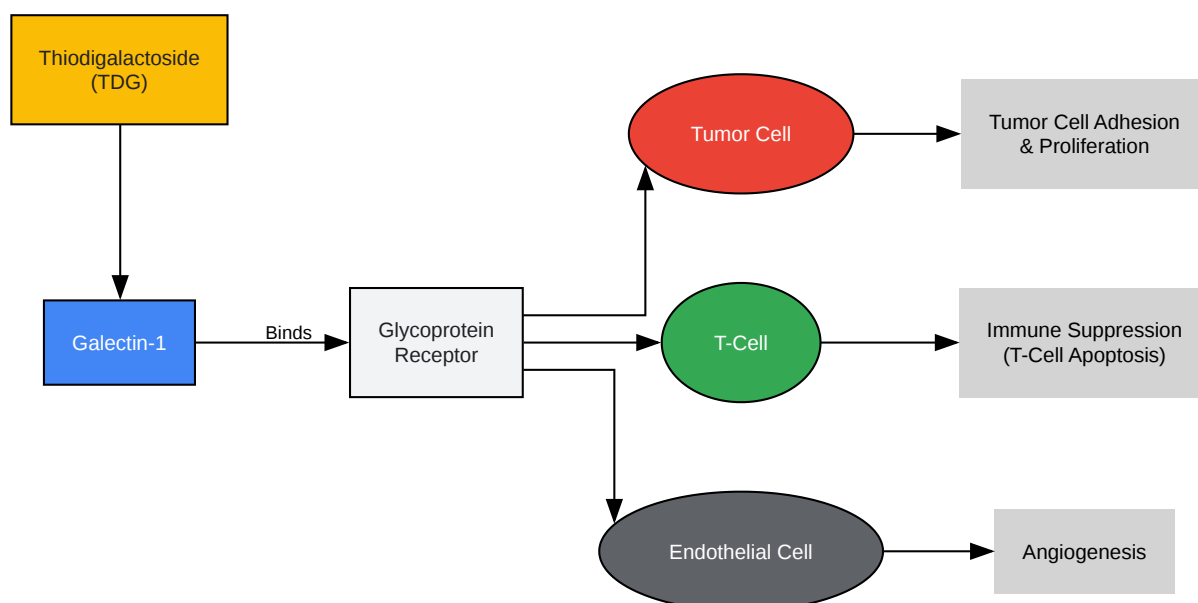 Thiodigalactoside
(TDG)
Galectin-1
Binds
Glycoprotein
Receptor
Tumor Cell
Tumor Cell Adhesion
& Proliferation
T-Cell
Immune Suppression
(T-Cell Apoptosis)
Endothelial Cell
Angiogenesis